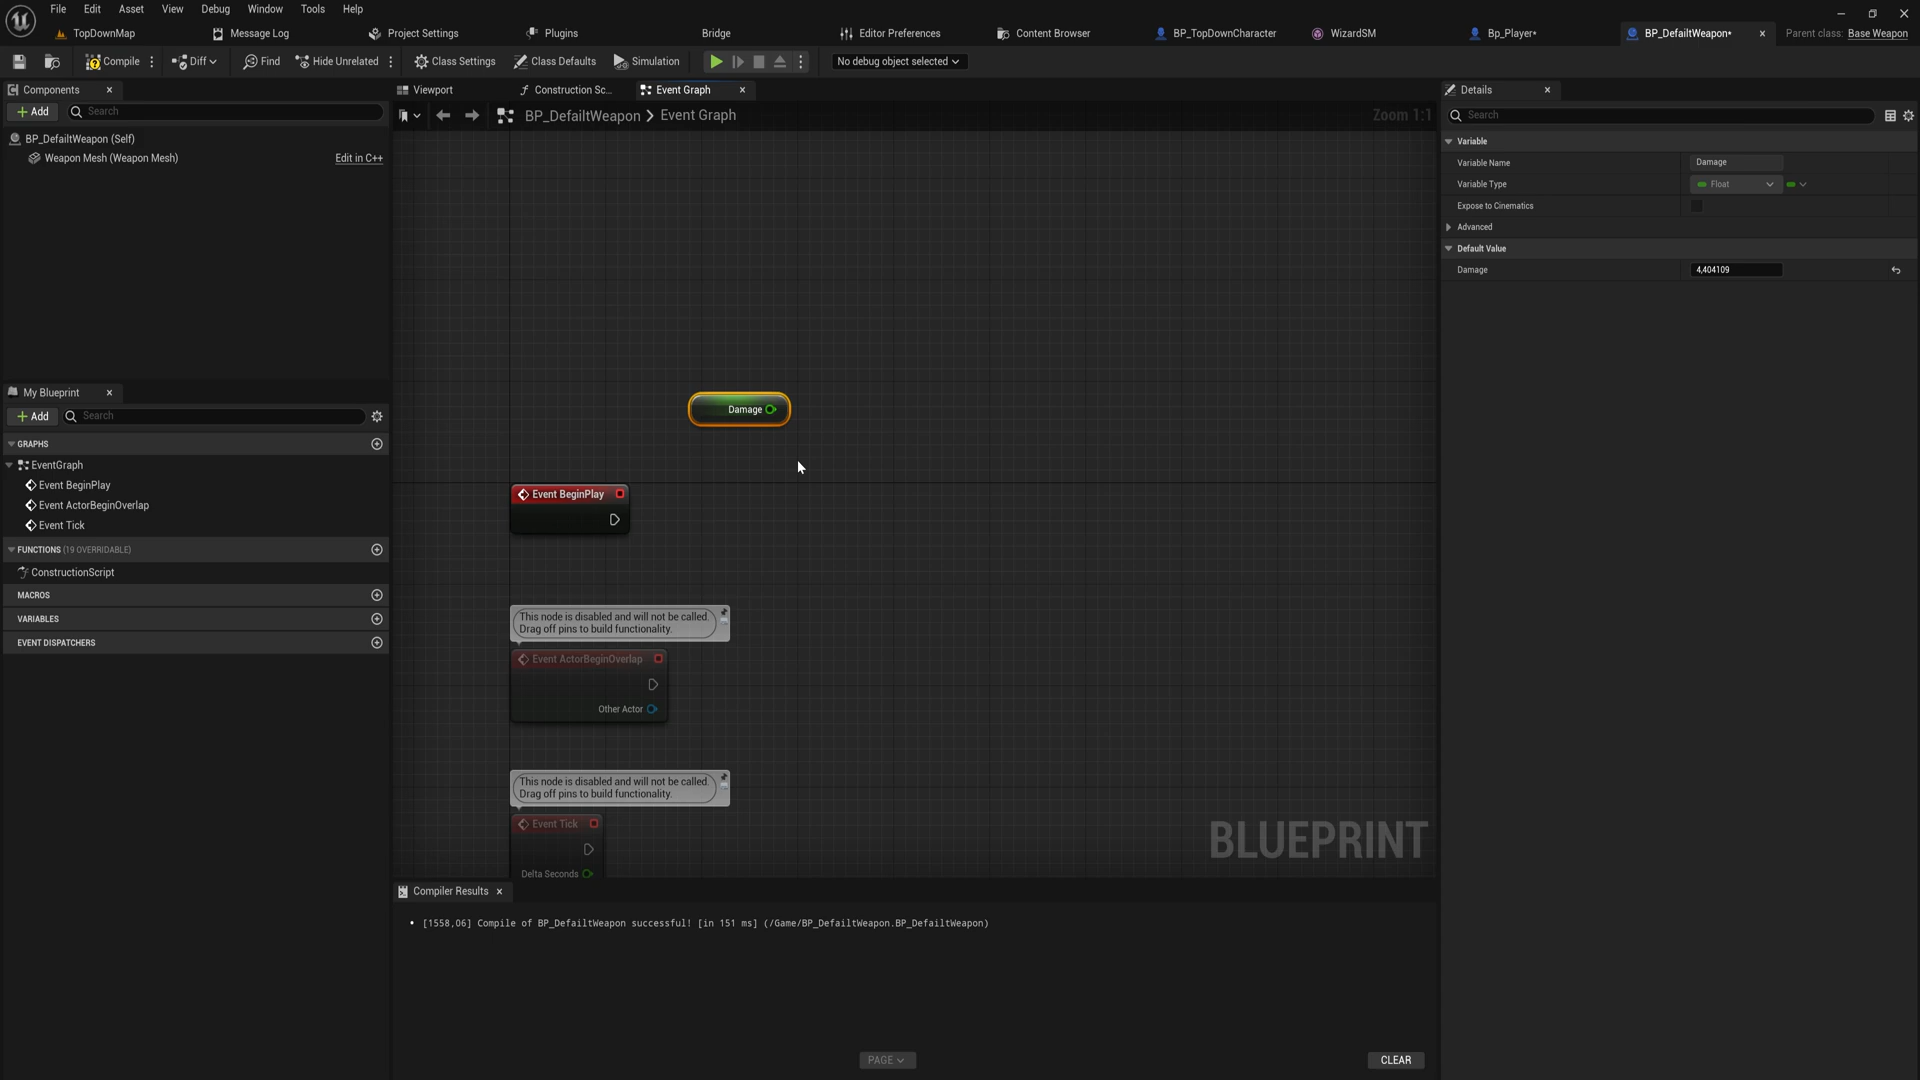 File Edit Asset View Debug Window Tools Help
TopDownMap Message Log Project Settings Plugins Bridge Editor Preferences Content Browser BP_TopDownCharacter WizardSM Bp_Player* BP_DefailtWeapon* Parent class: Base Weapon
Compile Diff Find Hide Unrelated Class Settings Class Defaults Simulation No debug object selected
Components
Add Search
BP_DefailtWeapon (Self)
Weapon Mesh (Weapon Mesh) Edit in C++
My Blueprint
Add Search
GRAPHS
EventGraph
Event BeginPlay
Event ActorBeginOverlap
Event Tick
FUNCTIONS (19 OVERRIDABLE)
ConstructionScript
MACROS
VARIABLES
EVENT DISPATCHERS
Viewport Construction Sc... Event Graph
BP_DefailtWeapon > Event Graph Zoom 1:1
Damage
Event BeginPlay
This node is disabled and will not be called.
Drag off pins to build functionality.
Event ActorBeginOverlap
Other Actor
This node is disabled and will not be called.
Drag off pins to build functionality.
Event Tick
Delta Seconds
BLUEPRINT
Compiler Results
• [1558,06] Compile of BP_DefailtWeapon successful! [in 151 ms] (/Game/BP_DefailtWeapon.BP_DefailtWeapon)
PAGE CLEAR
Details
Search
Variable
Variable Name Damage
Variable Type Float
Expose to Cinematics
Advanced
Default Value
Damage 4,404109